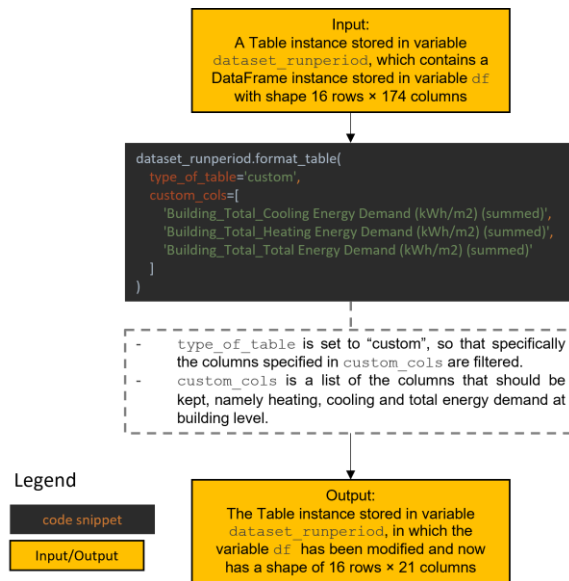 Input:
A Table instance stored in variable
dataset_runperiod, which contains a
DataFrame instance stored in variable df
with shape 16 rows × 174 columns
dataset_runperiod.format_table(
type_of_table='custom',
custom_cols=[
'Building_Total_Cooling Energy Demand (kWh/m2) (summed)',
'Building_Total_Heating Energy Demand (kWh/m2) (summed)',
'Building_Total_Total Energy Demand (kWh/m2) (summed)'
]
)
- type_of_table is set to “custom”, so that specifically
the columns specified in custom_cols are filtered.
- custom_cols is a list of the columns that should be
kept, namely heating, cooling and total energy demand at
building level.
Legend
code snippet
Input/Output
Output:
The Table instance stored in variable
dataset_runperiod, in which the
variable df has been modified and now
has a shape of 16 rows × 21 columns